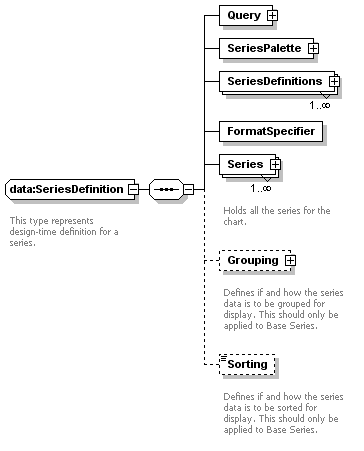 Query
SeriesPalette
SeriesDefinitions
1..∞
FormatSpecifier
data:SeriesDefinition
Series
1..∞
This type represents
design-time definition for a
series.
Holds all the series for the
chart.
Grouping
Defines if and how the series
data is to be grouped for
display. This should only be
applied to Base Series.
Sorting
Defines if and how the series
data is to be sorted for
display. This should only be
applied to Base Series.